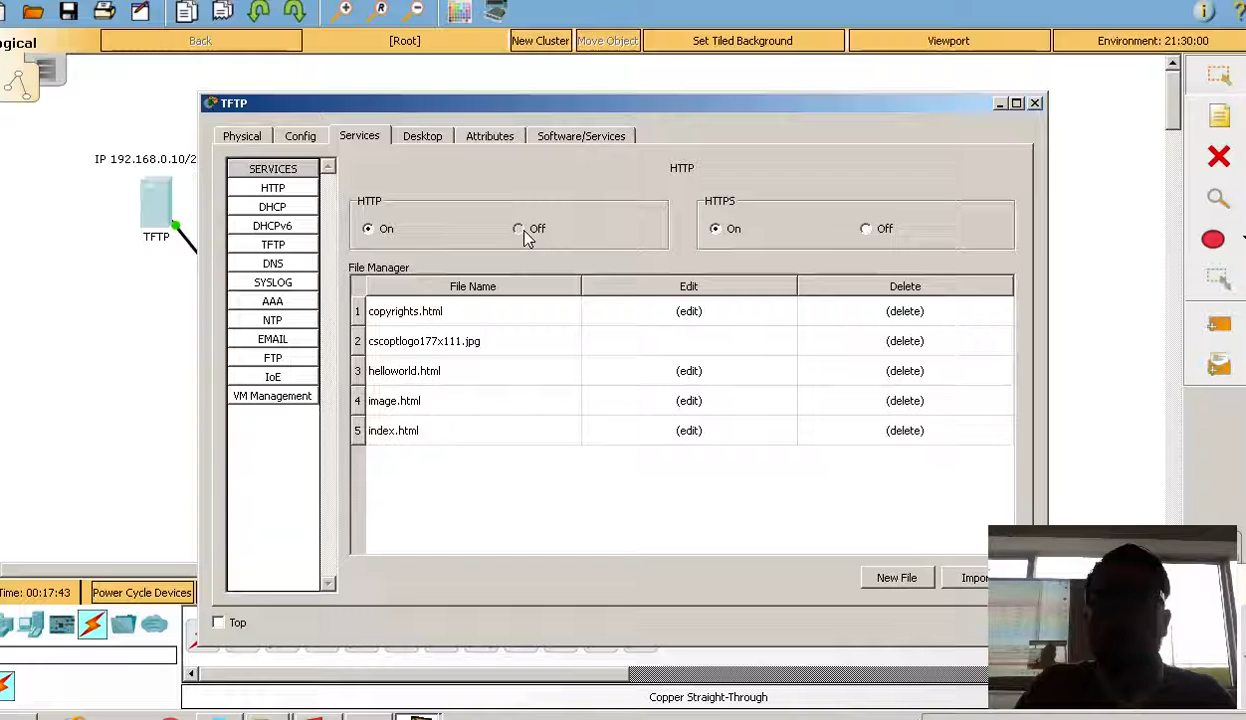 ogical
Back
[Root]
New Cluster
Move Object
Set Tiled Background
Viewport
Environment: 21:30:00
TFTP
Physical
Config
Services
Desktop
Attributes
Software/Services
IP 192.168.0.10/2
TFTP
SERVICES
HTTP
DHCP
DHCPv6
TFTP
DNS
SYSLOG
AAA
NTP
EMAIL
FTP
IoE
VM Management
HTTP
HTTP
On
Off
HTTPS
On
Off
File Manager
File Name
Edit
Delete
1 copyrights.html (edit) (delete)
2 cscoptlogo177x111.jpg (delete)
3 helloworld.html (edit) (delete)
4 image.html (edit) (delete)
5 index.html (edit) (delete)
New File
Impor
Top
Time: 00:17:43
Power Cycle Devices
Copper Straight-Through